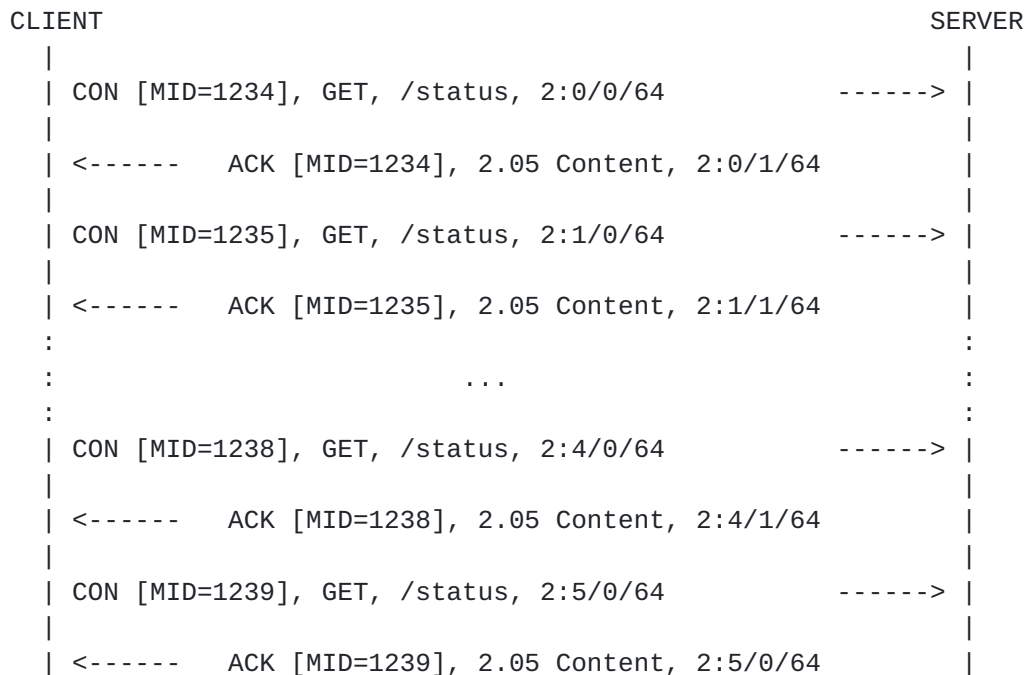 CLIENT                                                     SERVER
  |                                                          |
  | CON [MID=1234], GET, /status, 2:0/0/64           ------> |
  |                                                          |
  | <------   ACK [MID=1234], 2.05 Content, 2:0/1/64         |
  |                                                          |
  | CON [MID=1235], GET, /status, 2:1/0/64           ------> |
  |                                                          |
  | <------   ACK [MID=1235], 2.05 Content, 2:1/1/64         |
  :                                                          :
  :                          ...                             :
  :                                                          :
  | CON [MID=1238], GET, /status, 2:4/0/64           ------> |
  |                                                          |
  | <------   ACK [MID=1238], 2.05 Content, 2:4/1/64         |
  |                                                          |
  | CON [MID=1239], GET, /status, 2:5/0/64           ------> |
  |                                                          |
  | <------   ACK [MID=1239], 2.05 Content, 2:5/0/64         |